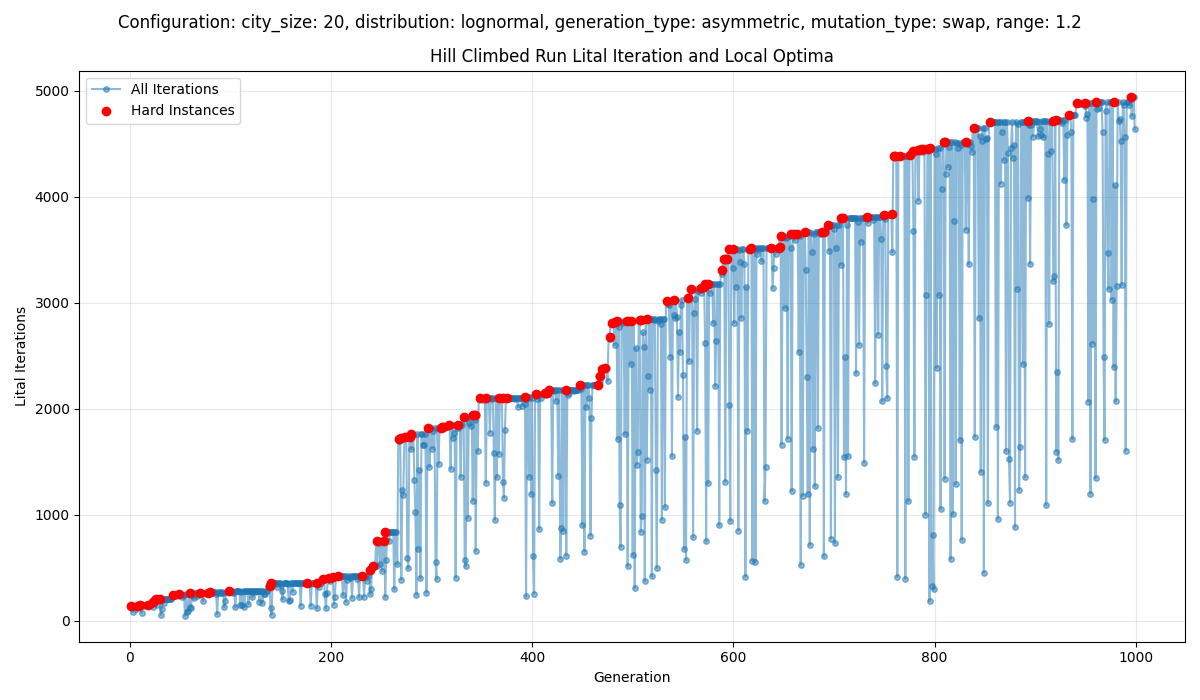 Configuration: city_size: 20, distribution: lognormal, generation_type: asymmetric, mutation_type: swap, range: 1.2
Hill Climbed Run Lital Iteration and Local Optima
All Iterations
Hard Instances
5000
4000
3000
2000
1000
0
Lital Iterations
0 200 400 600 800 1000
Generation